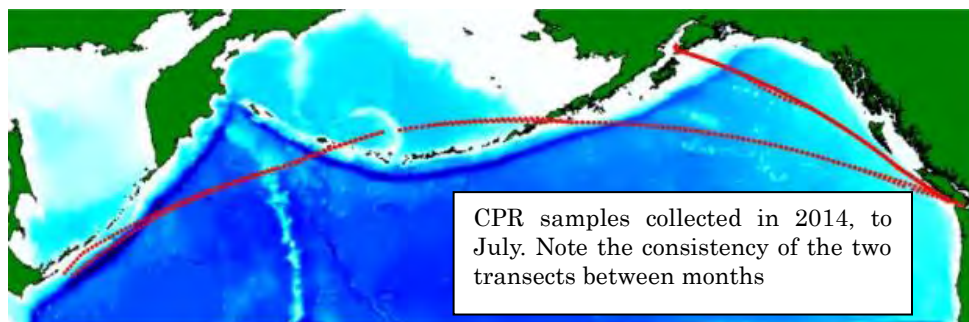 CPR samples collected in 2014, to
July. Note the consistency of the two
transects between months